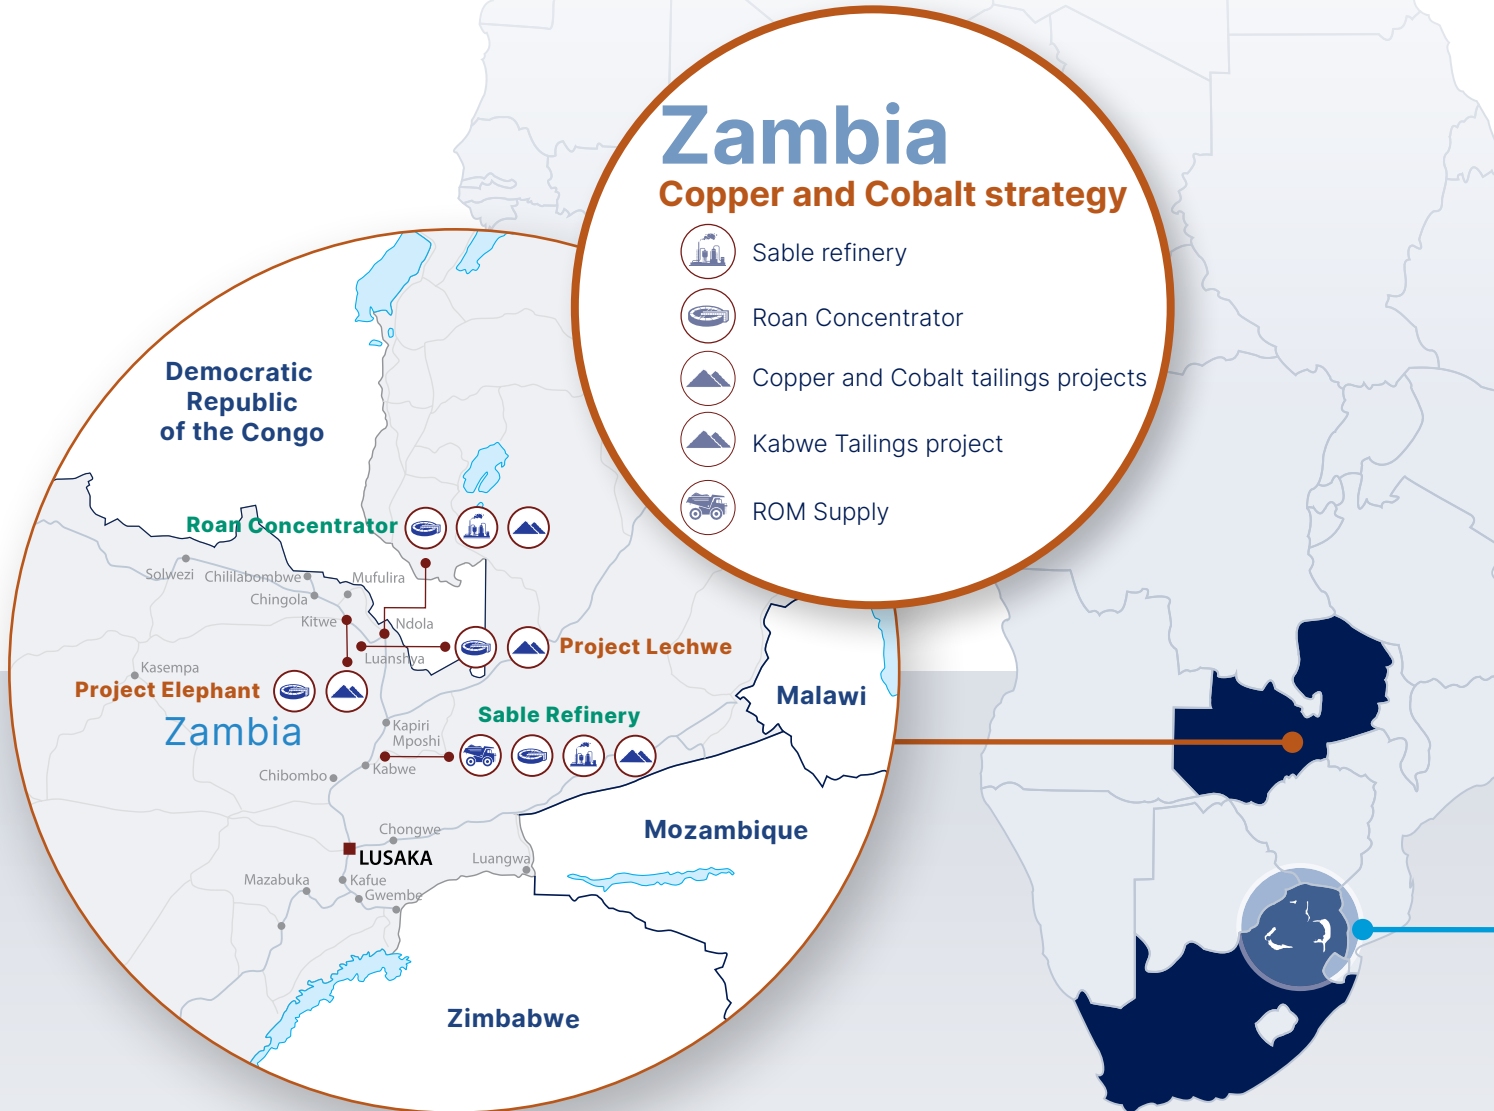 Zambia
Copper and Cobalt strategy
Sable refinery
Roan Concentrator
Copper and Cobalt tailings projects
Kabwe Tailings project
ROM Supply
Democratic
Republic
of the Congo
Roan Concentrator
Solwezi
Chililabombwe
Mufulira
Chingola
Kitwe
Ndola
Luanshya
Project Lechwe
Kasempa
Project Elephant
Malawi
Zambia
Sable Refinery
Kapiri
Mposhi
Chibombo
Kabwe
Mozambique
Chongwe
LUSAKA
Luangwa
Mazabuka
Kafue
Gwembe
Zimbabwe